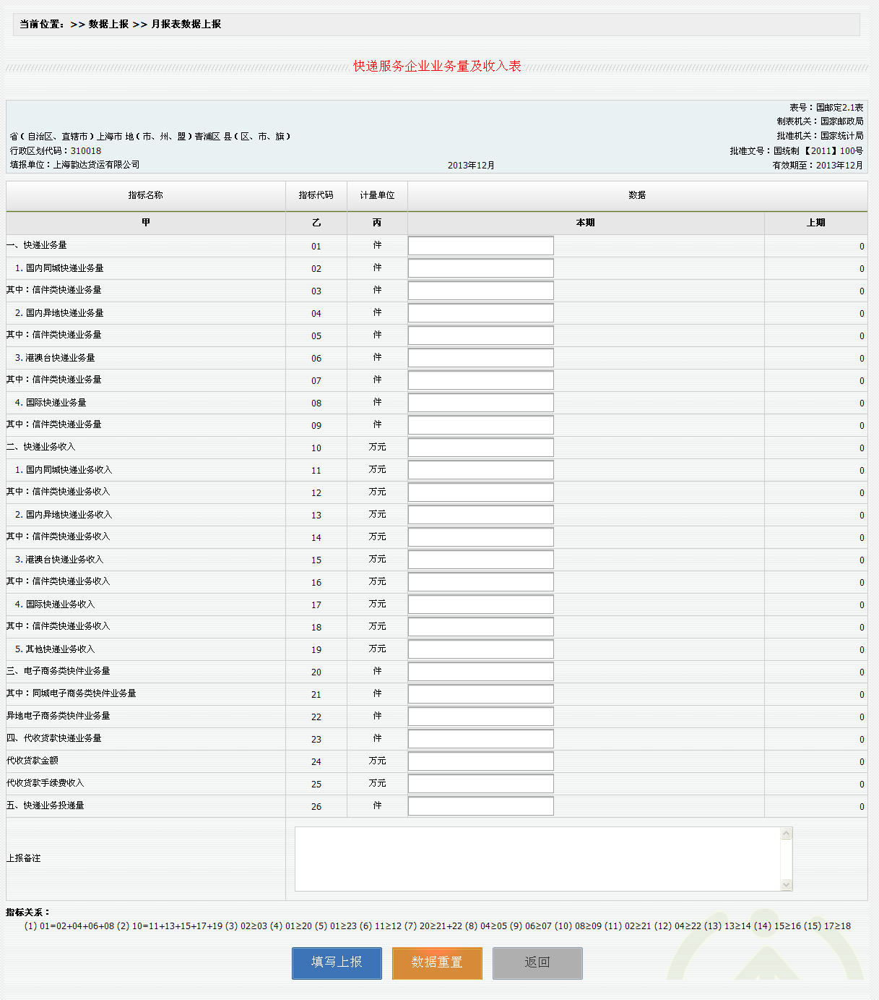 当前位置：>> 数据上报 >> 月报表数据上报
快递服务企业业务量及收入表
表号：国邮定2.1表
制表机关：国家邮政局
省（自治区、直辖市）上海市 地（市、州、盟）青浦区 县（区、市、旗） 批准机关：国家统计局
行政区划代码：310018 批准文号：国统制 【2011】100号
填报单位：上海韵达货运有限公司 2013年12月 有效期至：2013年12月
指标名称 指标代码 计量单位 数据
甲 乙 丙 本期 上期
一、快递业务量 01 件 0
1. 国内同城快递业务量 02 件 0
其中：信件类快递业务量 03 件 0
2. 国内异地快递业务量 04 件 0
其中：信件类快递业务量 05 件 0
3. 港澳台快递业务量 06 件 0
其中：信件类快递业务量 07 件 0
4. 国际快递业务量 08 件 0
其中：信件类快递业务量 09 件 0
二、快递业务收入 10 万元 0
1. 国内同城快递业务收入 11 万元 0
其中：信件类快递业务收入 12 万元 0
2. 国内异地快递业务收入 13 万元 0
其中：信件类快递业务收入 14 万元 0
3. 港澳台快递业务收入 15 万元 0
其中：信件类快递业务收入 16 万元 0
4. 国际快递业务收入 17 万元 0
其中：信件类快递业务收入 18 万元 0
5. 其他快递业务收入 19 万元 0
三、电子商务类快件业务量 20 件 0
其中：同城电子商务类快件业务量 21 件 0
异地电子商务类快件业务量 22 件 0
四、代收货款快递业务量 23 件 0
代收货款金额 24 万元 0
代收货款手续费收入 25 万元 0
五、快递业务投递量 26 件 0
上报备注
指标关系：
(1) 01=02+04+06+08 (2) 10=11+13+15+17+19 (3) 02≥03 (4) 01≥20 (5) 01≥23 (6) 11≥12 (7) 20≥21+22 (8) 04≥05 (9) 06≥07 (10) 08≥09 (11) 02≥21 (12) 04≥22 (13) 13≥14 (14) 15≥16 (15) 17≥18
填写上报 数据重置 返回